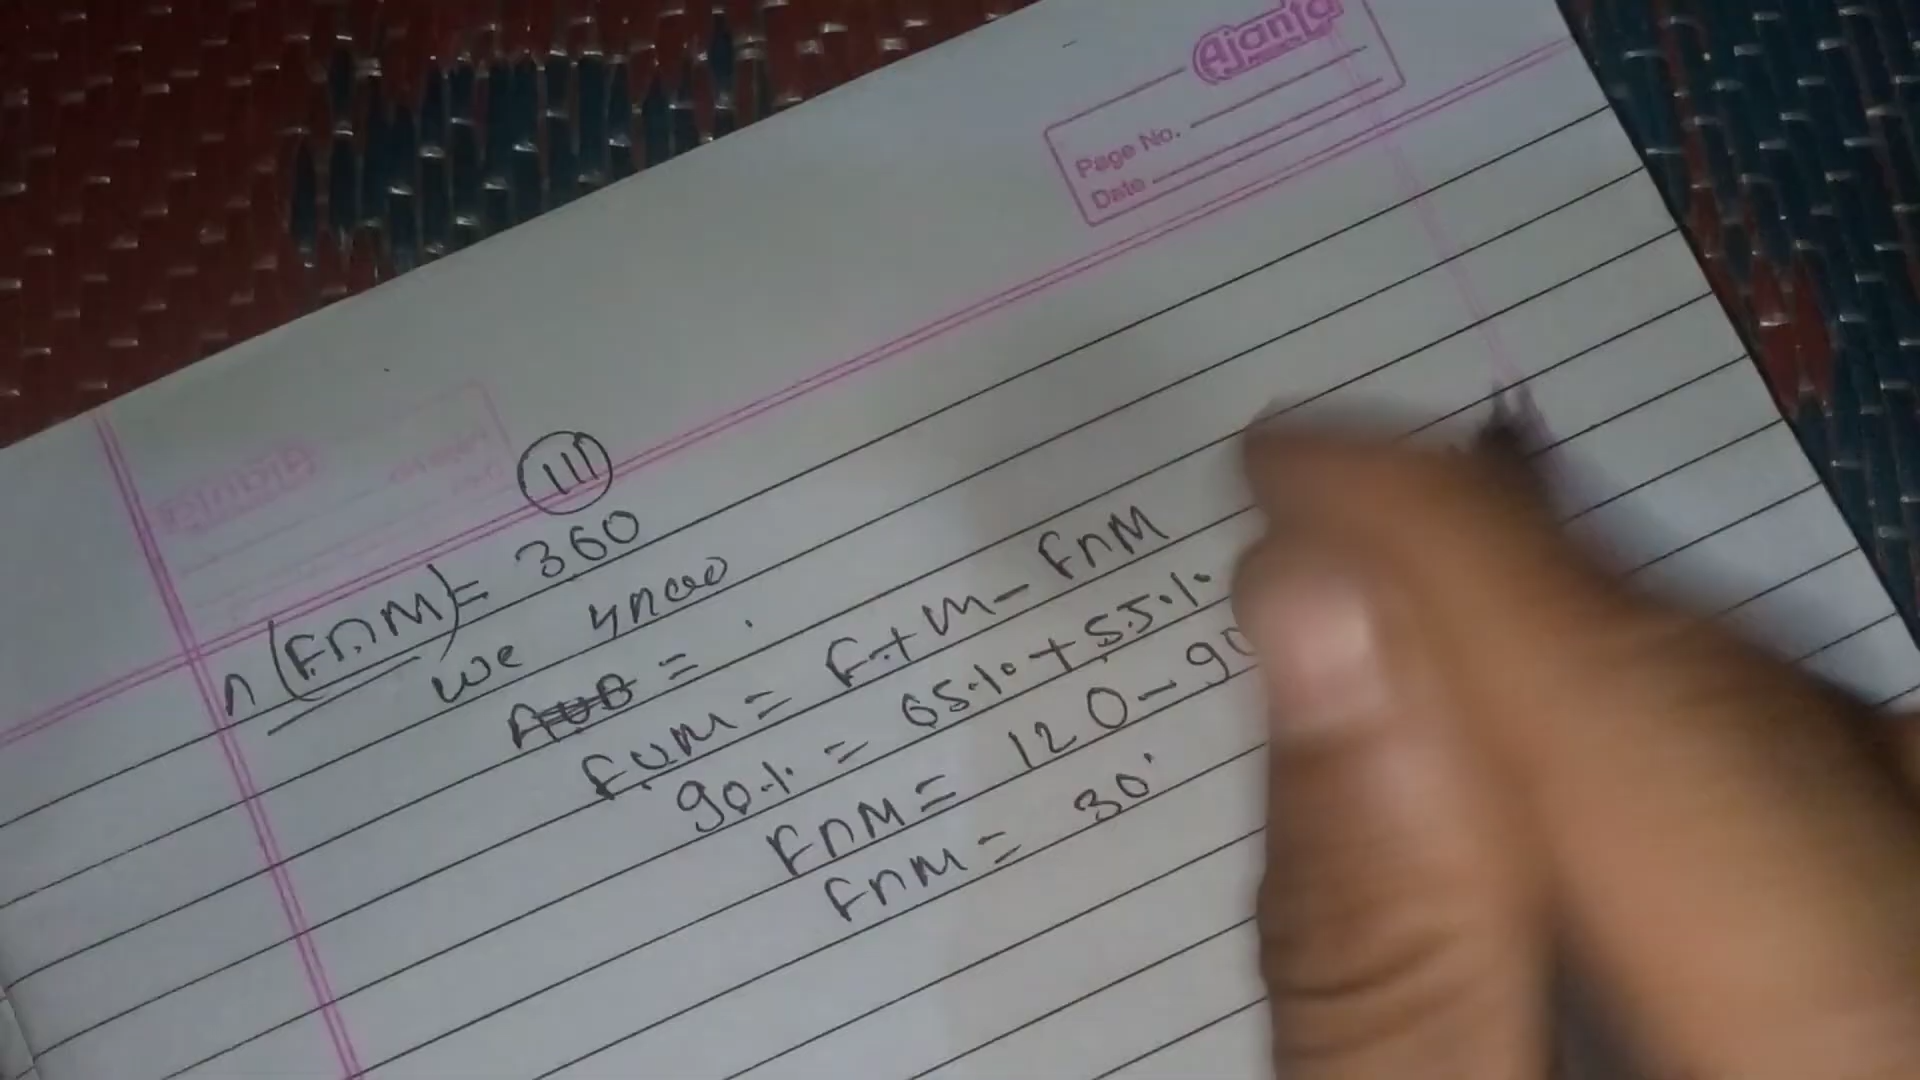 Ajanta
Page No.
Date
III
n(F∩M) = 360
we know
A∪B =
F∪M = F + M - F∩M
90% = 65% + 55%
F∩M = 120 - 90
F∩M = 30